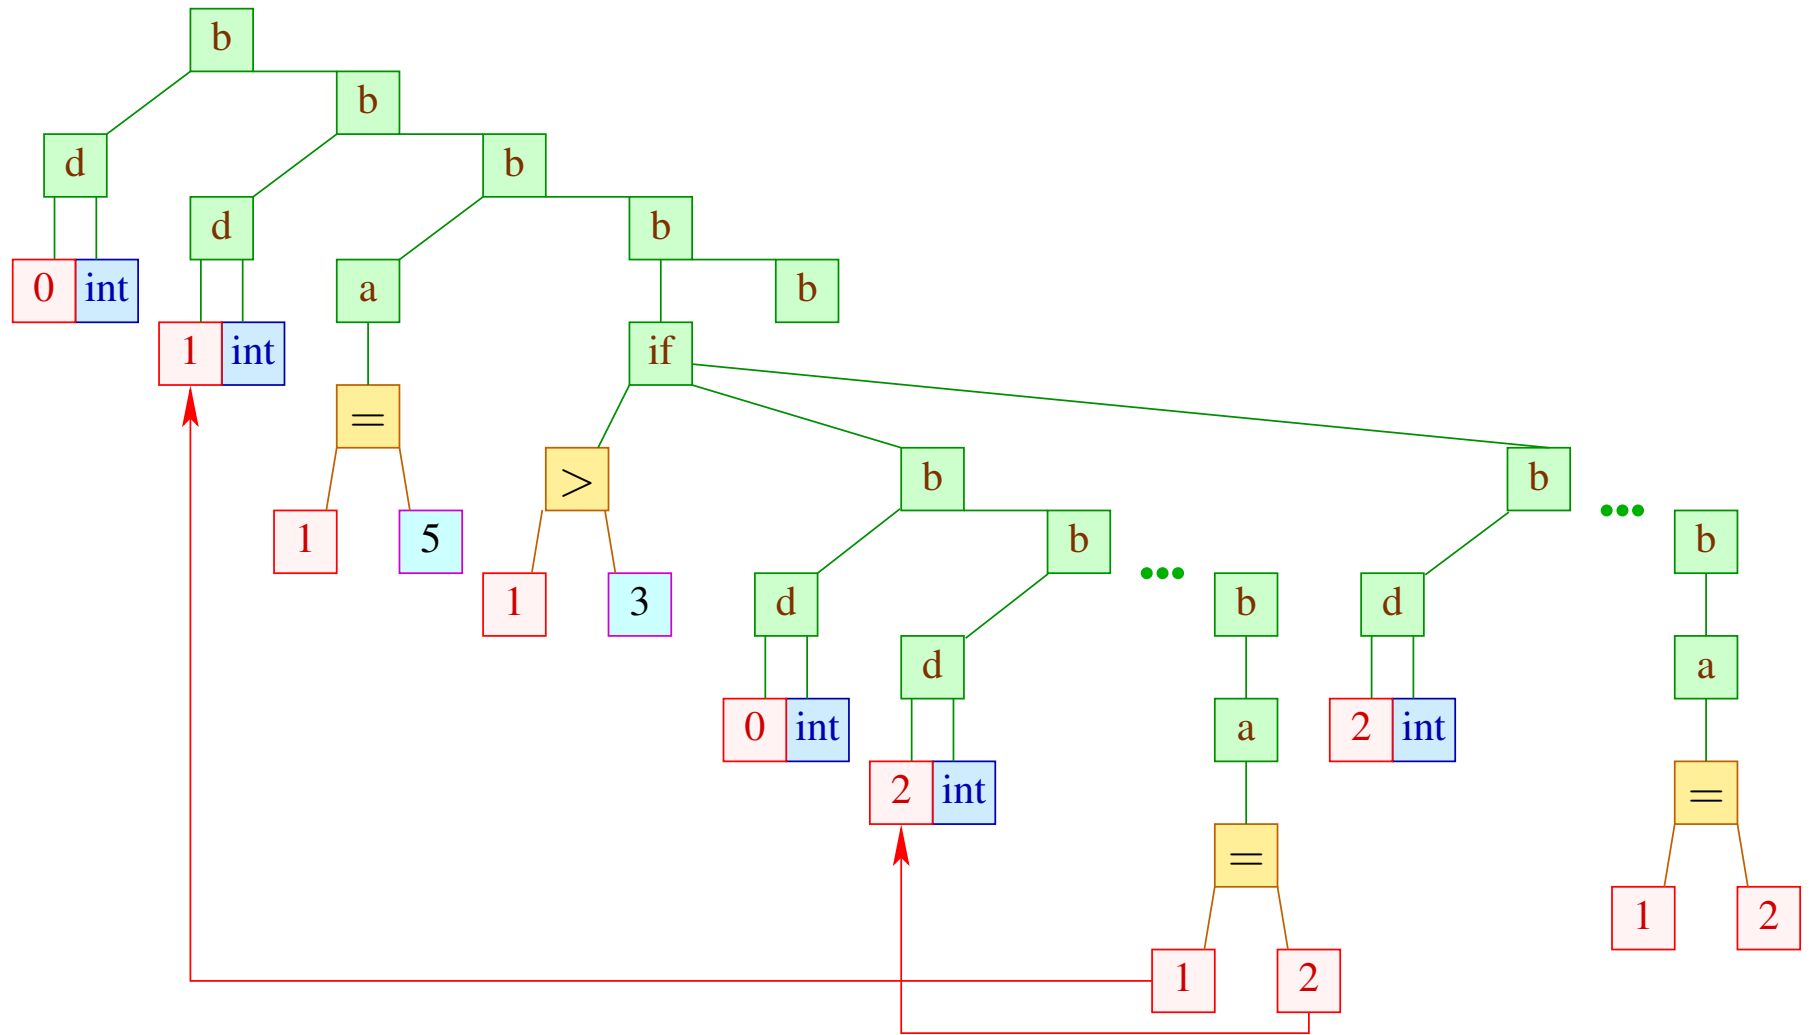 b
b
d b
d b
0 int a b
1 int if
=
> b b
1 5 b b
1 3 d b d
d a
0 int a 2 int
2 int =
=
1 2
1 2